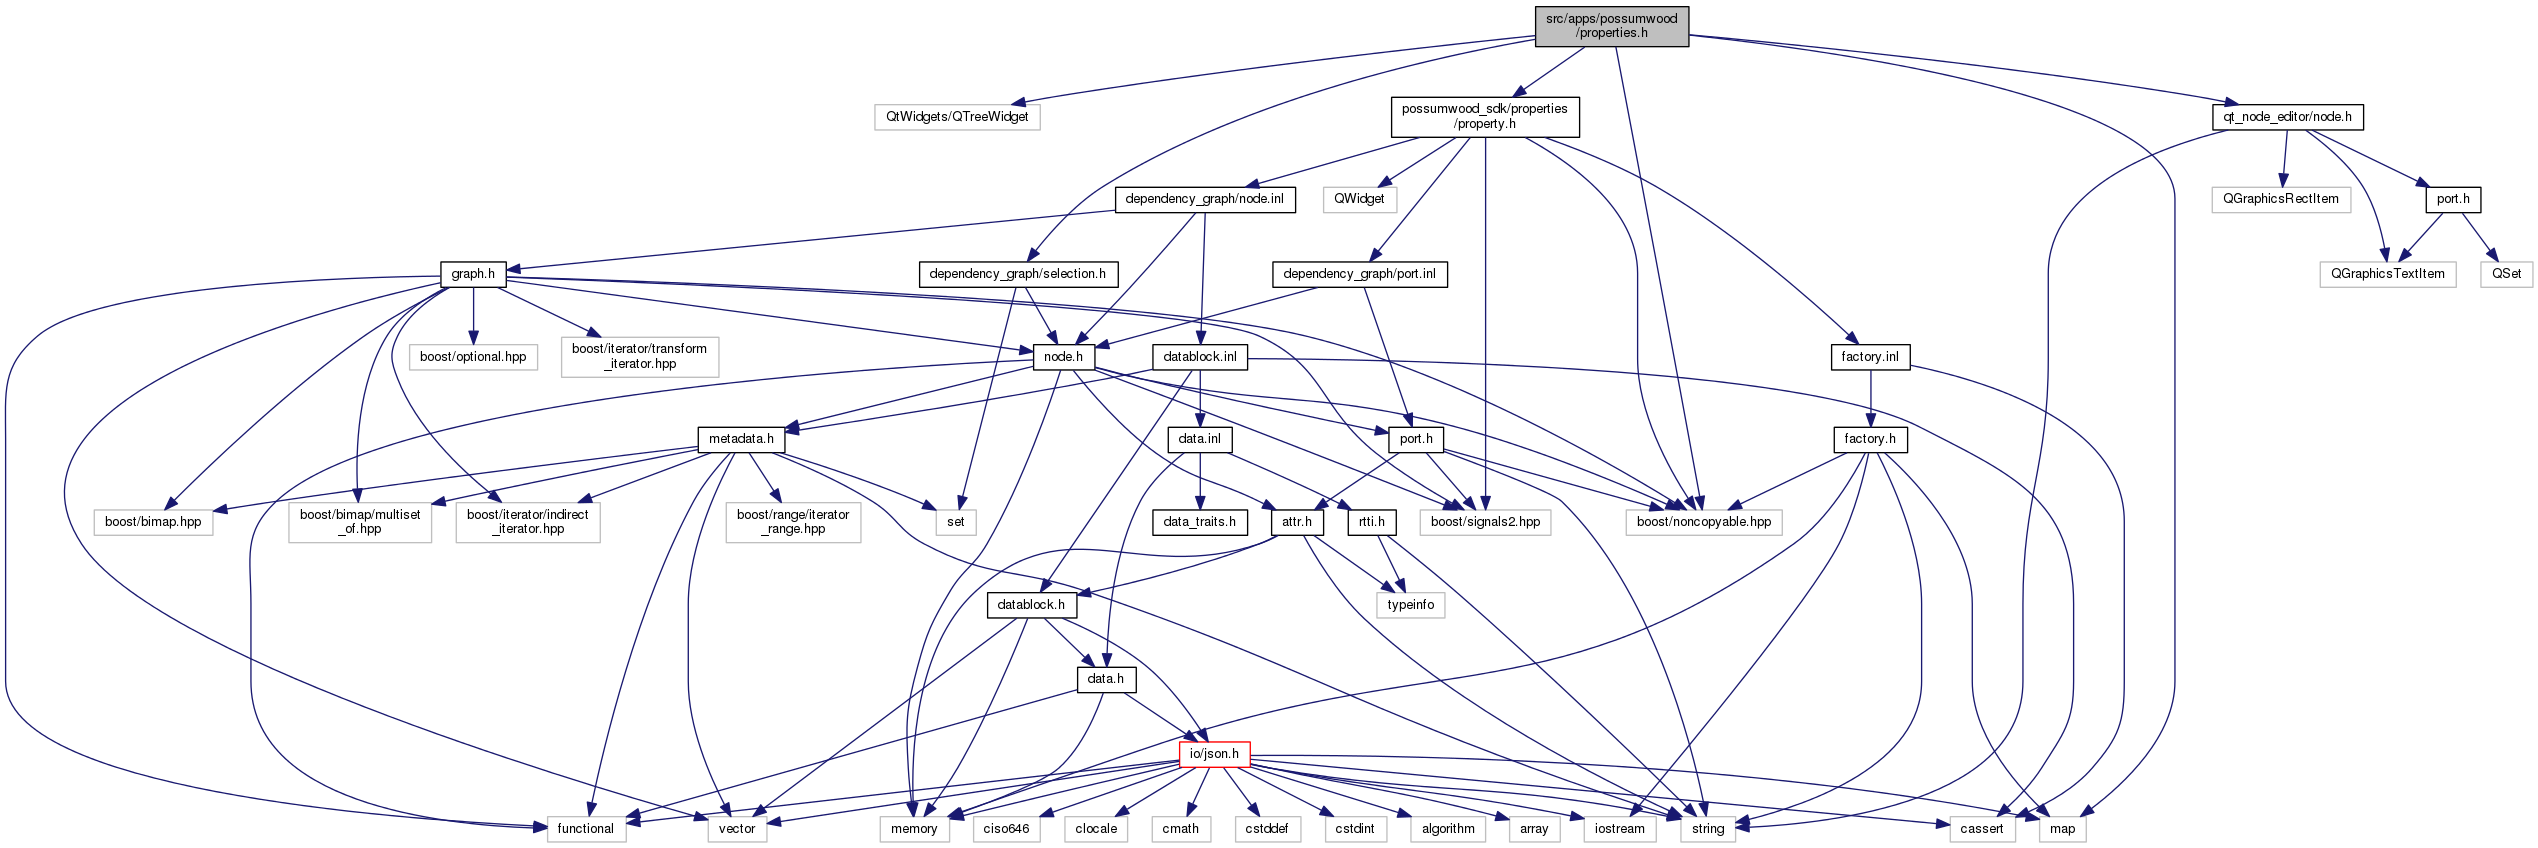 src/apps/possumwood
/properties.h
QtWidgets/QTreeWidget
possumwood_sdk/properties
/property.h
qt_node_editor/node.h
dependency_graph/node.inl
QWidget
QGraphicsRectItem
port.h
graph.h
dependency_graph/selection.h
dependency_graph/port.inl
QGraphicsTextItem
QSet
boost/optional.hpp
boost/iterator/transform
_iterator.hpp
node.h
datablock.inl
factory.inl
metadata.h
data.inl
port.h
factory.h
boost/bimap.hpp
boost/bimap/multiset
_of.hpp
boost/iterator/indirect
_iterator.hpp
boost/range/iterator
_range.hpp
set
data_traits.h
attr.h
rtti.h
boost/signals2.hpp
boost/noncopyable.hpp
datablock.h
typeinfo
data.h
io/json.h
functional
vector
memory
ciso646
clocale
cmath
cstddef
cstdint
algorithm
array
iostream
string
cassert
map